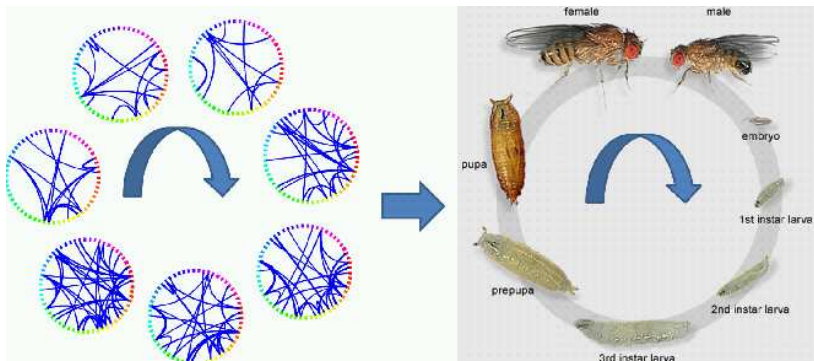 female
male
embryo
pupa
1st instar larva
prepupa
2nd instar larva
3rd instar larva